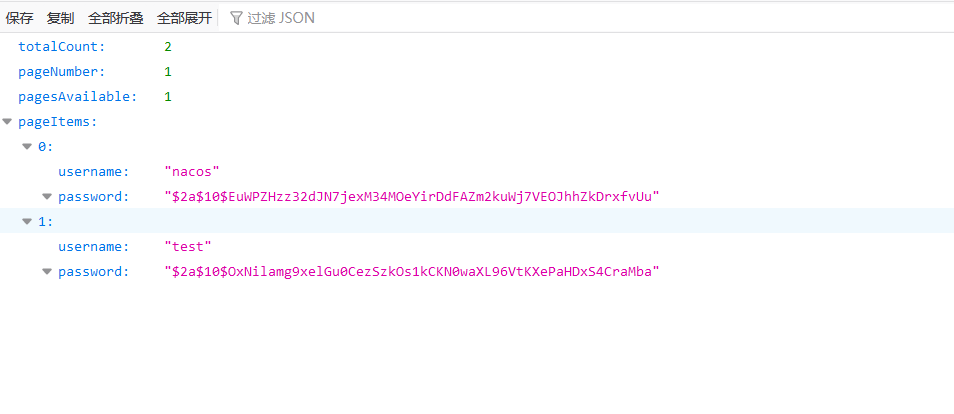 保存 复制 全部折叠 全部展开 过滤 JSON
totalCount: 2
pageNumber: 1
pagesAvailable: 1
pageItems:
0:
username: "nacos"
password: "$2a$10$EuWPZHzz32dJN7jexM34MOeYirDdFAZm2kuWj7VEOJhhZkDrxfvUu"
1:
username: "test"
password: "$2a$10$OxNilamg9xelGu0CezSzkOs1kCKN0waXL96VtKXePaHDxS4CraMba"